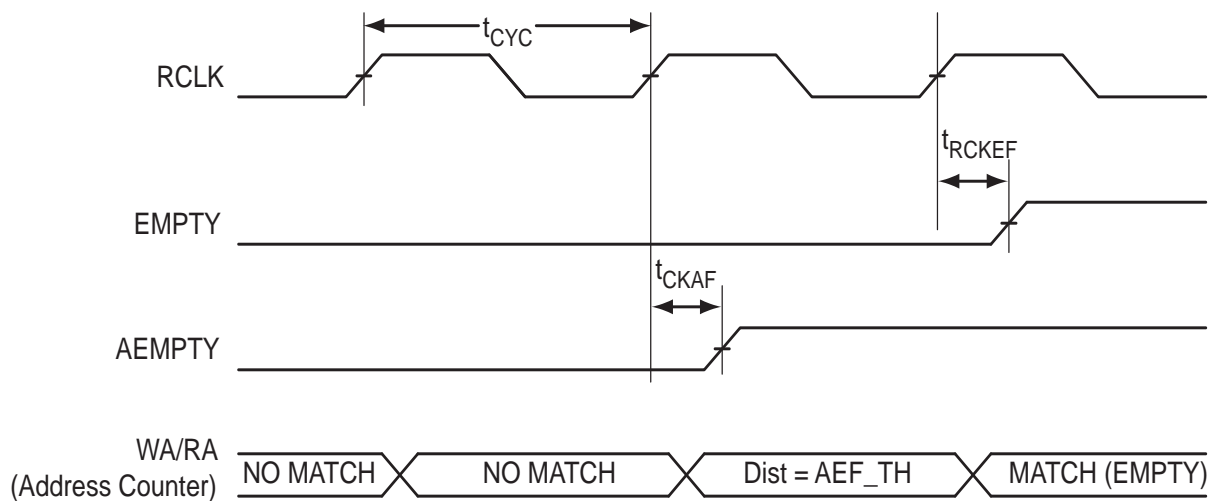 tCYC
RCLK
tRCKEF
EMPTY
tCKAF
AEMPTY
WA/RA
(Address Counter)
NO MATCH
NO MATCH
Dist = AEF_TH
MATCH (EMPTY)